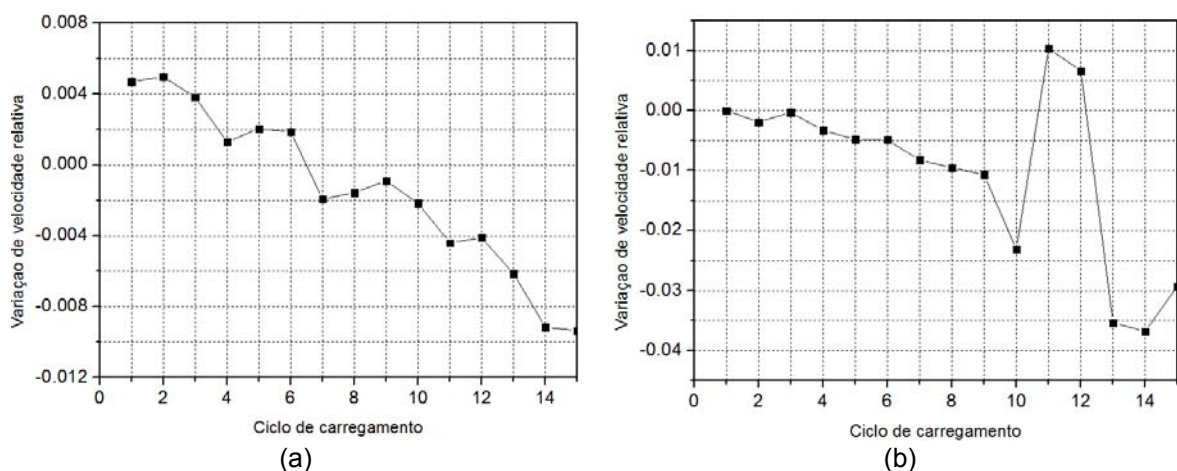 0.008
0.004
0.000
-0.004
-0.008
-0.012
Variaçao de velocidade relativa
0 2 4 6 8 10 12 14
Ciclo de carregamento
(a)
0.01
0.00
-0.01
-0.02
-0.03
-0.04
Variaçao de velocidade relativa
0 2 4 6 8 10 12 14
Ciclo de carregamento
(b)